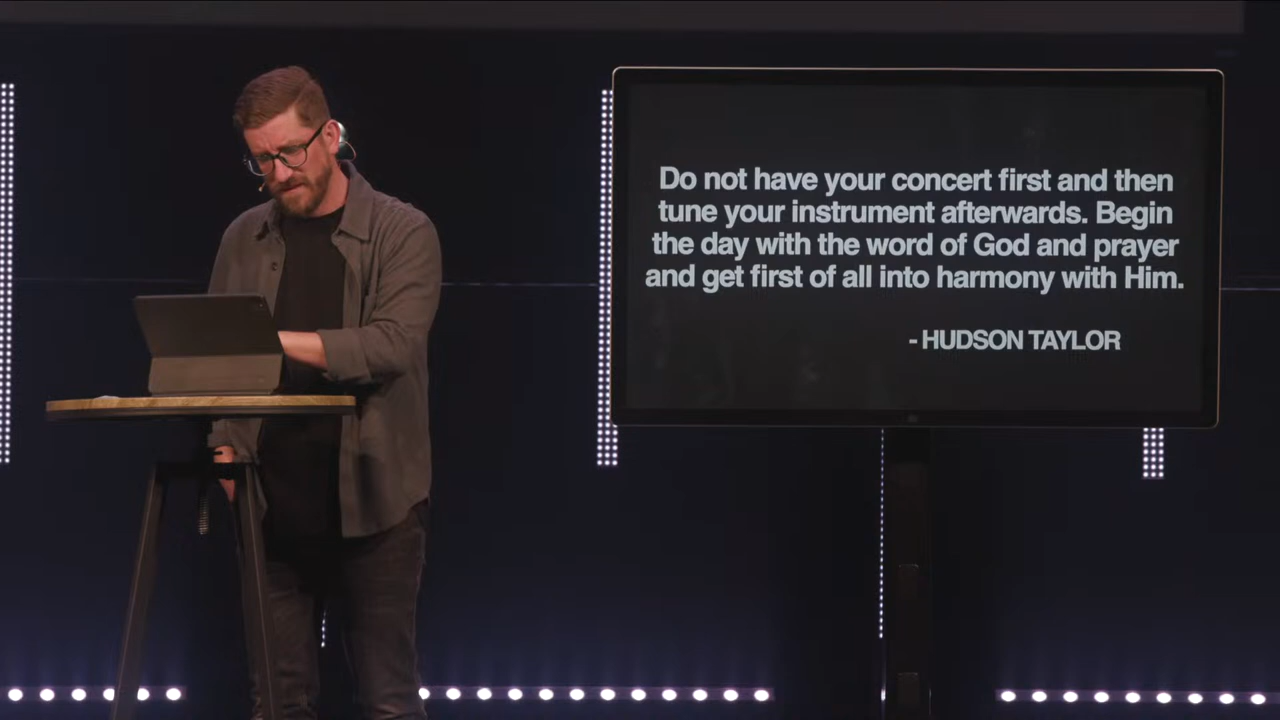 Do not have your concert first and then
tune your instrument afterwards. Begin
the day with the word of God and prayer
and get first of all into harmony with Him.
- HUDSON TAYLOR